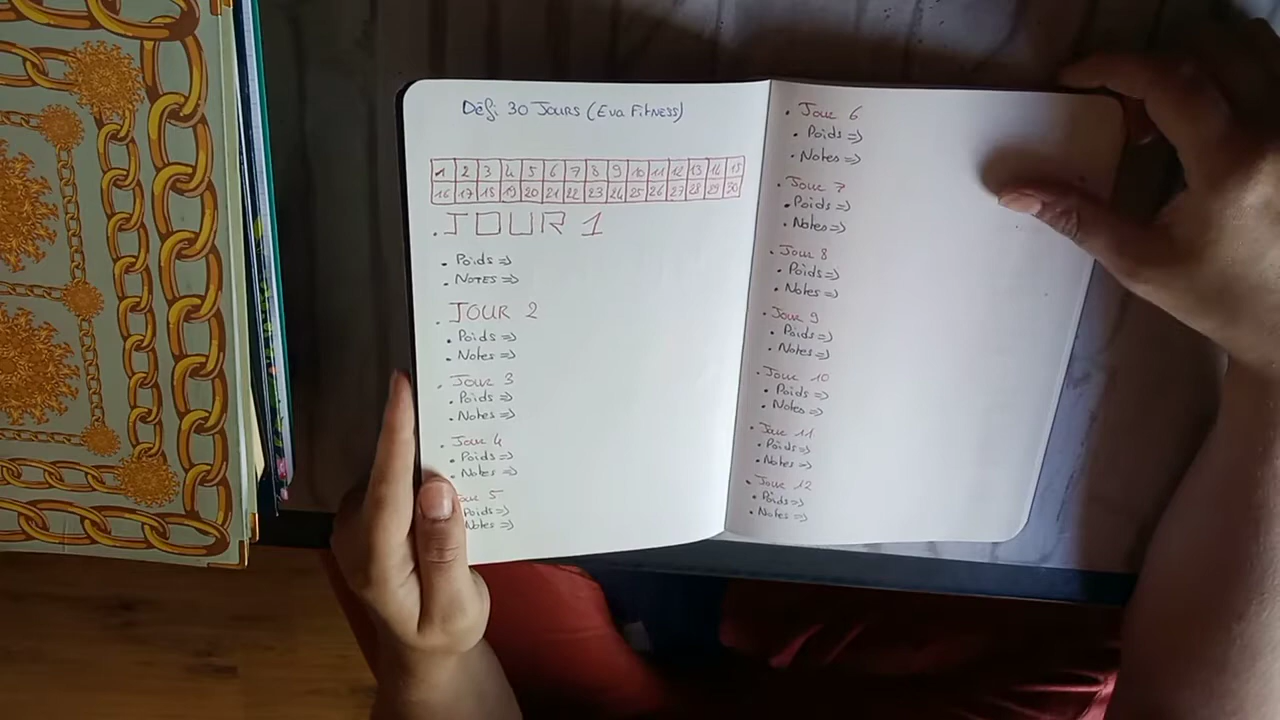 Défi 30 Jours (Eva Fitness)
1 2 3 4 5 6 7 8 9 10 11 12 13 14 15
16 17 18 19 20 21 22 23 24 25 26 27 28 29 30
. JOUR 1
. Poids =>
. NOTES =>
. JOUR 2
. Poids =>
. Notes =>
. Jour 3
. Poids =>
. Notes =>
. Jour 4
. Poids =>
. Notes =>
our 5
Poids =>
Notes =>
. Jour 6
. Poids =>
. Notes =>
. Jour 7
. Poids =>
. Notes =>
. Jour 8
. Poids =>
. Notes =>
. Jour 9
. Poids =>
. Notes =>
. Jour 10
. Poids =>
. Notes =>
. Jour 11
. Poids =>
. Notes =>
. Jour 12
. Poids =>
. Notes =>